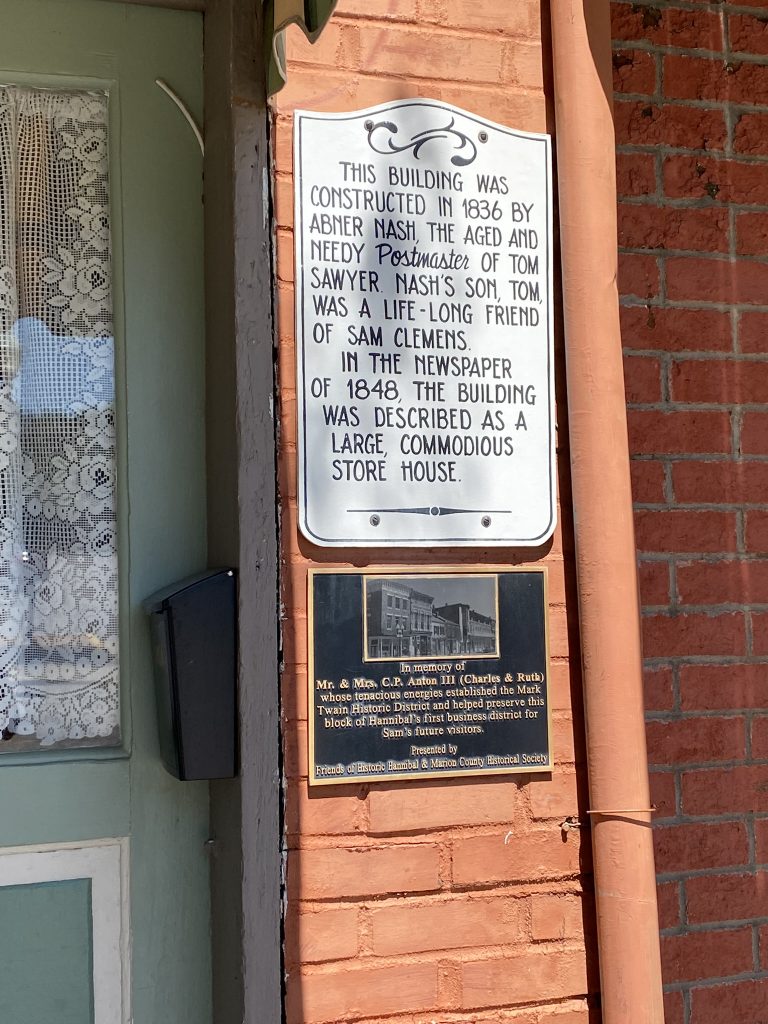 THIS BUILDING WAS
CONSTRUCTED IN 1836 BY
ABNER NASH, THE AGED AND
NEEDY Postmaster OF TOM
SAWYER. NASH'S SON, TOM,
WAS A LIFE-LONG FRIEND
OF SAM CLEMENS.
IN THE NEWSPAPER
OF 1848, THE BUILDING
WAS DESCRIBED AS A
LARGE, COMMODIOUS
STORE HOUSE.
In memory of
Mr. & Mrs. C.P. Anton III (Charles & Ruth)
whose tenacious energies established the Mark
Twain Historic District and helped preserve this
block of Hannibal's first business district for
Sam's future visitors.
Presented by
Friends of Historic Hannibal & Marion County Historical Society